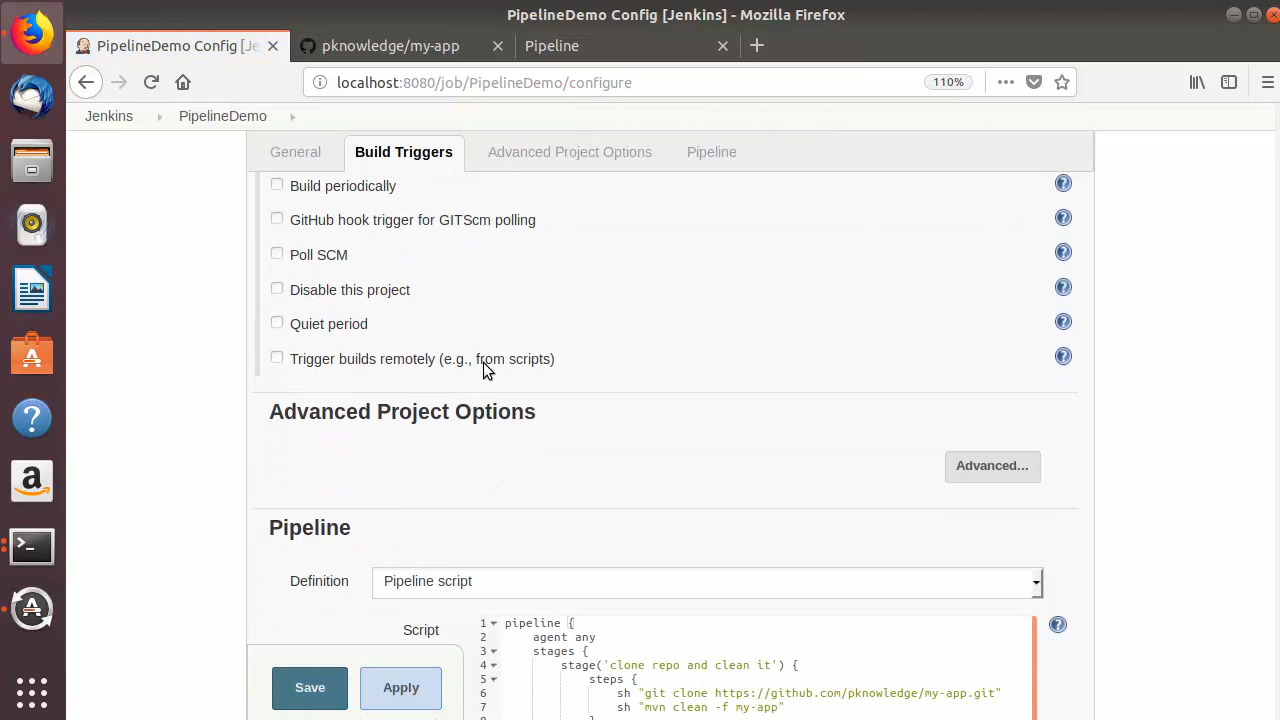 PipelineDemo Config [Jenkins] - Mozilla Firefox
PipelineDemo Config [Je
pknowledge/my-app
Pipeline
localhost:8080/job/PipelineDemo/configure
110%
Jenkins
PipelineDemo
General
Build Triggers
Advanced Project Options
Pipeline
Build periodically
GitHub hook trigger for GITScm polling
Poll SCM
Disable this project
Quiet period
Trigger builds remotely (e.g., from scripts)
Advanced Project Options
Advanced...
Pipeline
Definition
Pipeline script
Script
1 pipeline {
2 agent any
3 stages {
4 stage('clone repo and clean it') {
5 steps {
6 sh "git clone https://github.com/pknowledge/my-app.git"
7 sh "mvn clean -f my-app"
Save
Apply